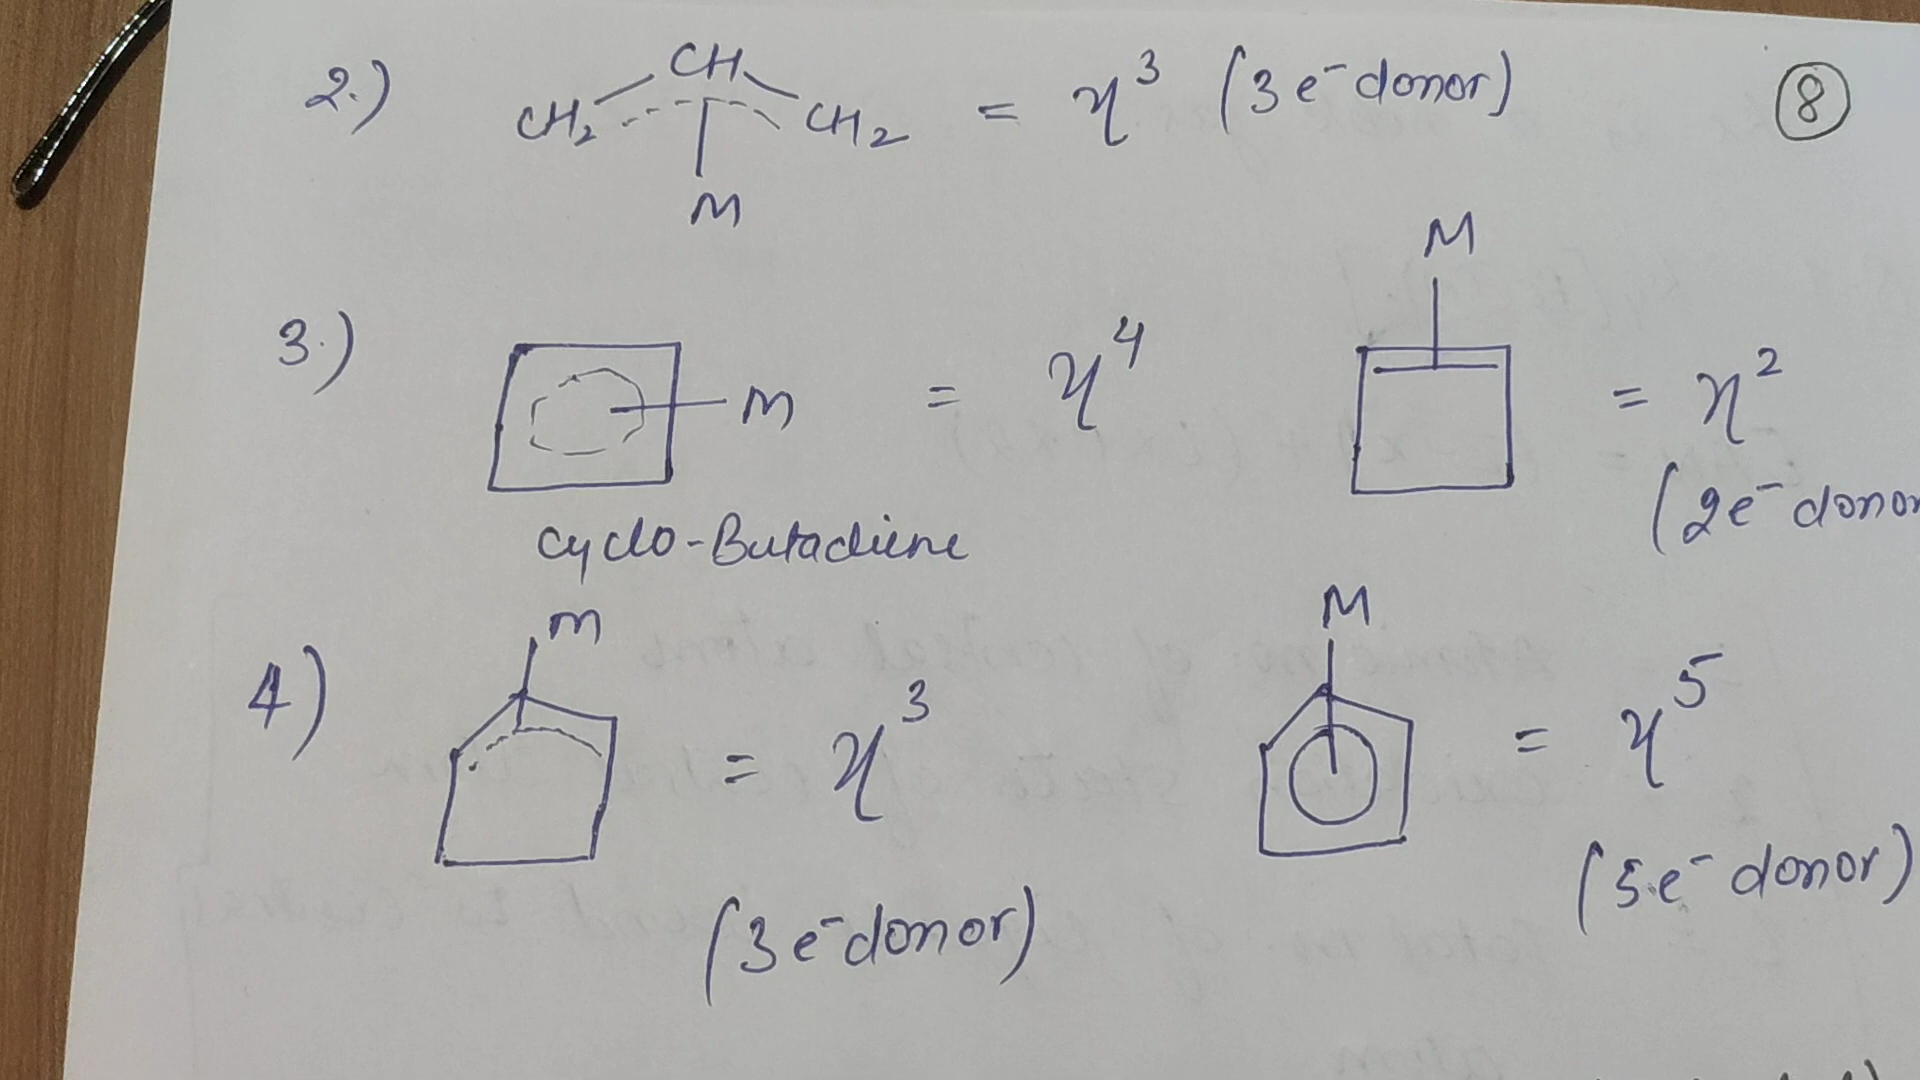 2.) CH₂ CH CH₂ M = η³ (3e⁻ donor) 8
3.) M = η⁴ M = η²
(2e⁻ donor
cyclo-Butadiene
4) M = η³ M = η⁵
(5e⁻ donor)
(3e⁻ donor)